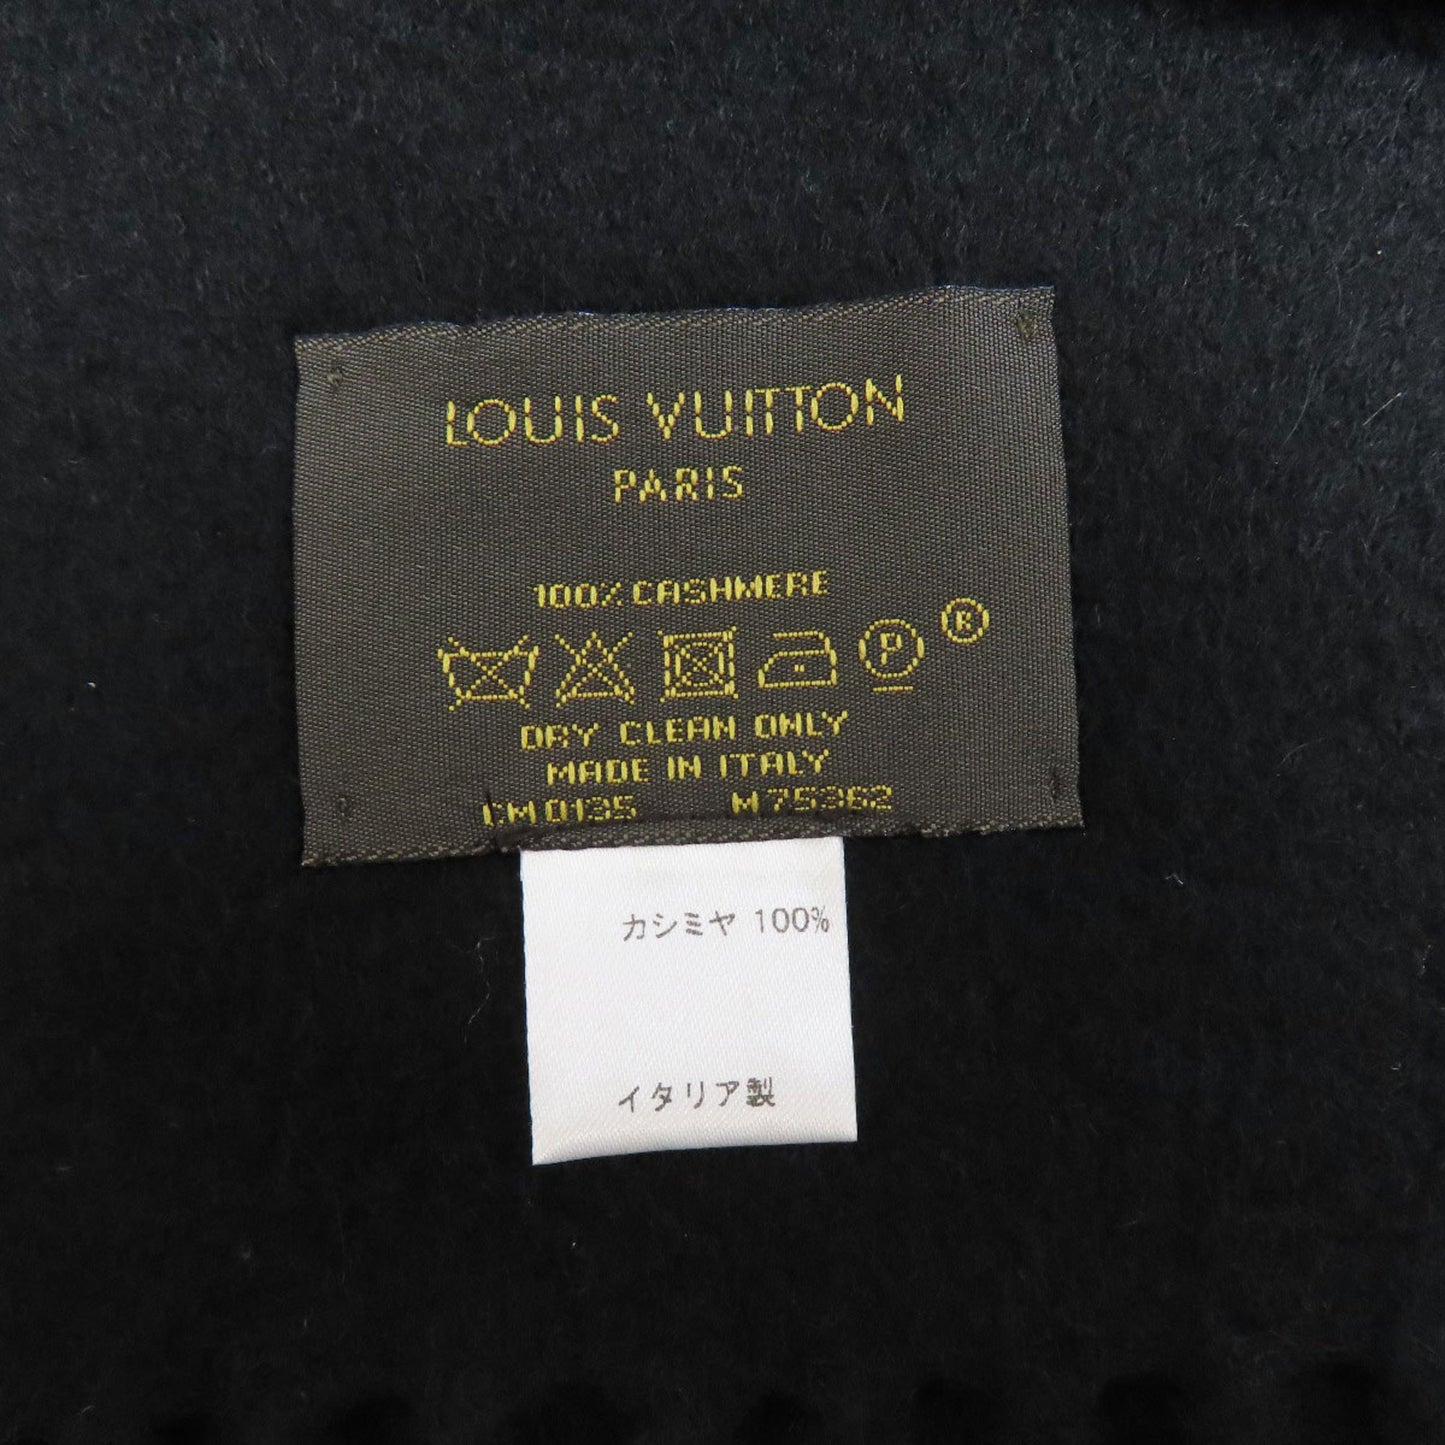 LOUIS VUITTON
PARIS
100% CASHMERE
P ®
DRY CLEAN ONLY
MADE IN ITALY
CM0135 M75362
カシミヤ 100%
イタリア製